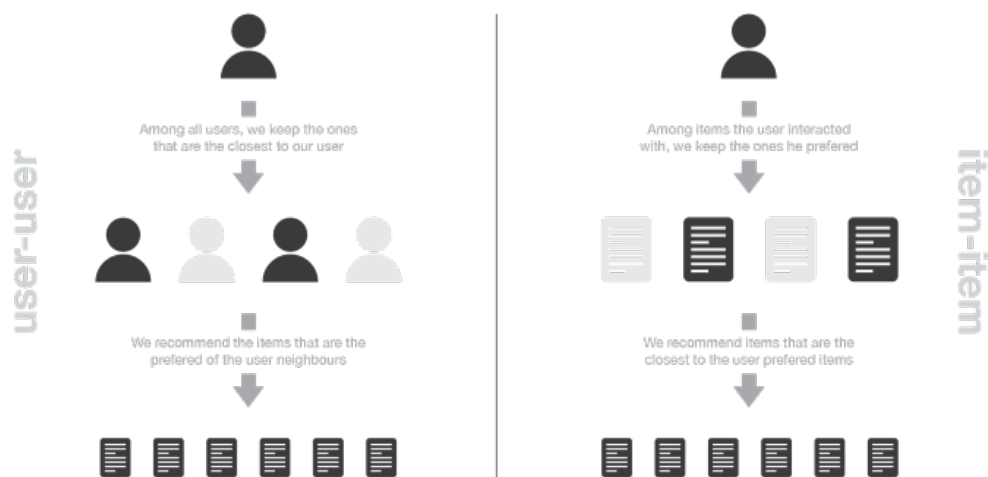 user-user
Among all users, we keep the ones
that are the closest to our user
We recommend the items that are the
prefered of the user neighbours
item-item
Among items the user interacted
with, we keep the ones he prefered
We recommend items that are the
closest to the user prefered items